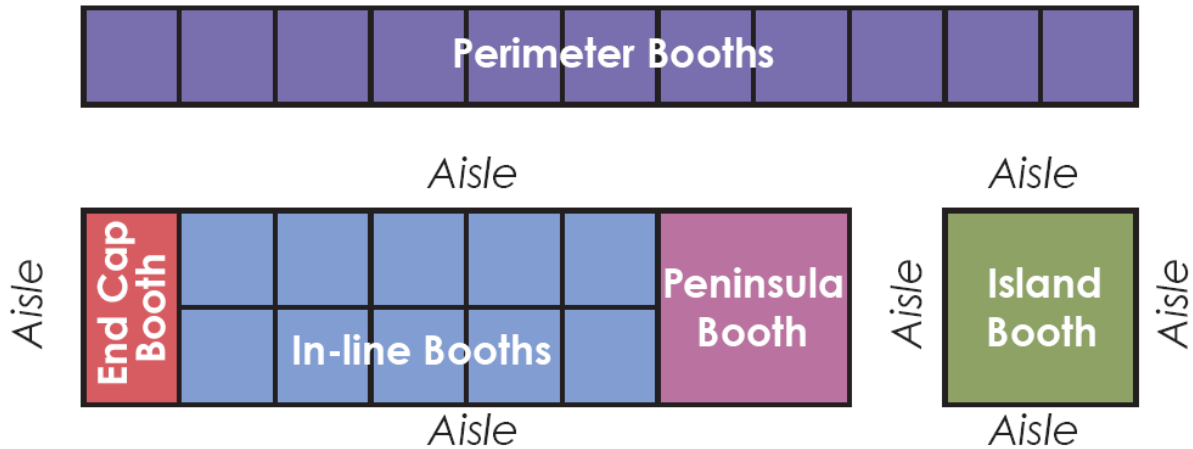 Perimeter Booths
Aisle
Aisle
Aisle
End Cap
Booth
In-line Booths
Peninsula
Booth
Aisle
Island
Booth
Aisle
Aisle
Aisle